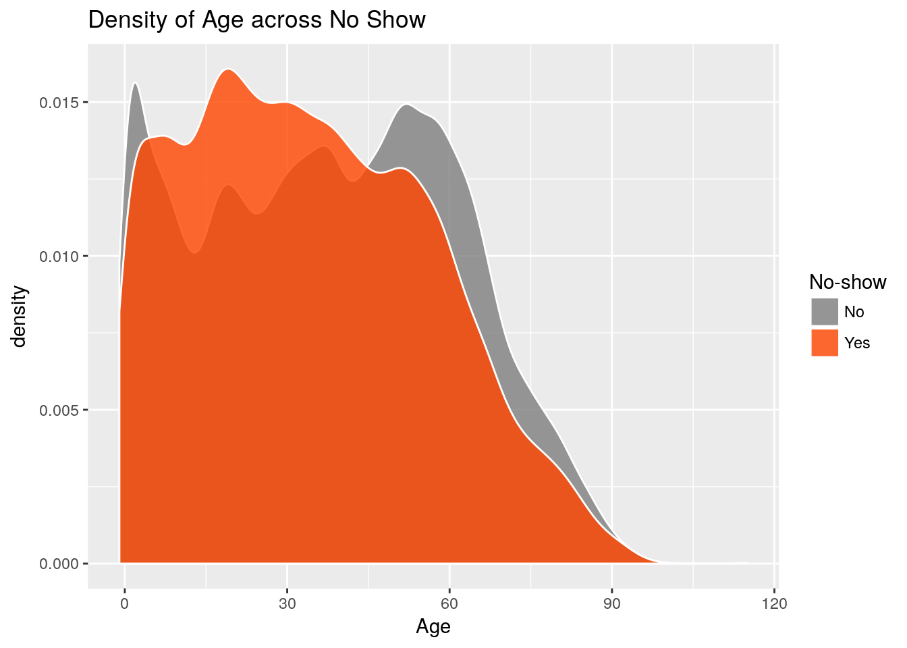 Density of Age across No Show
0.015
0.010
0.005
0.000
density
0
30
60
90
120
Age
No-show
No
Yes